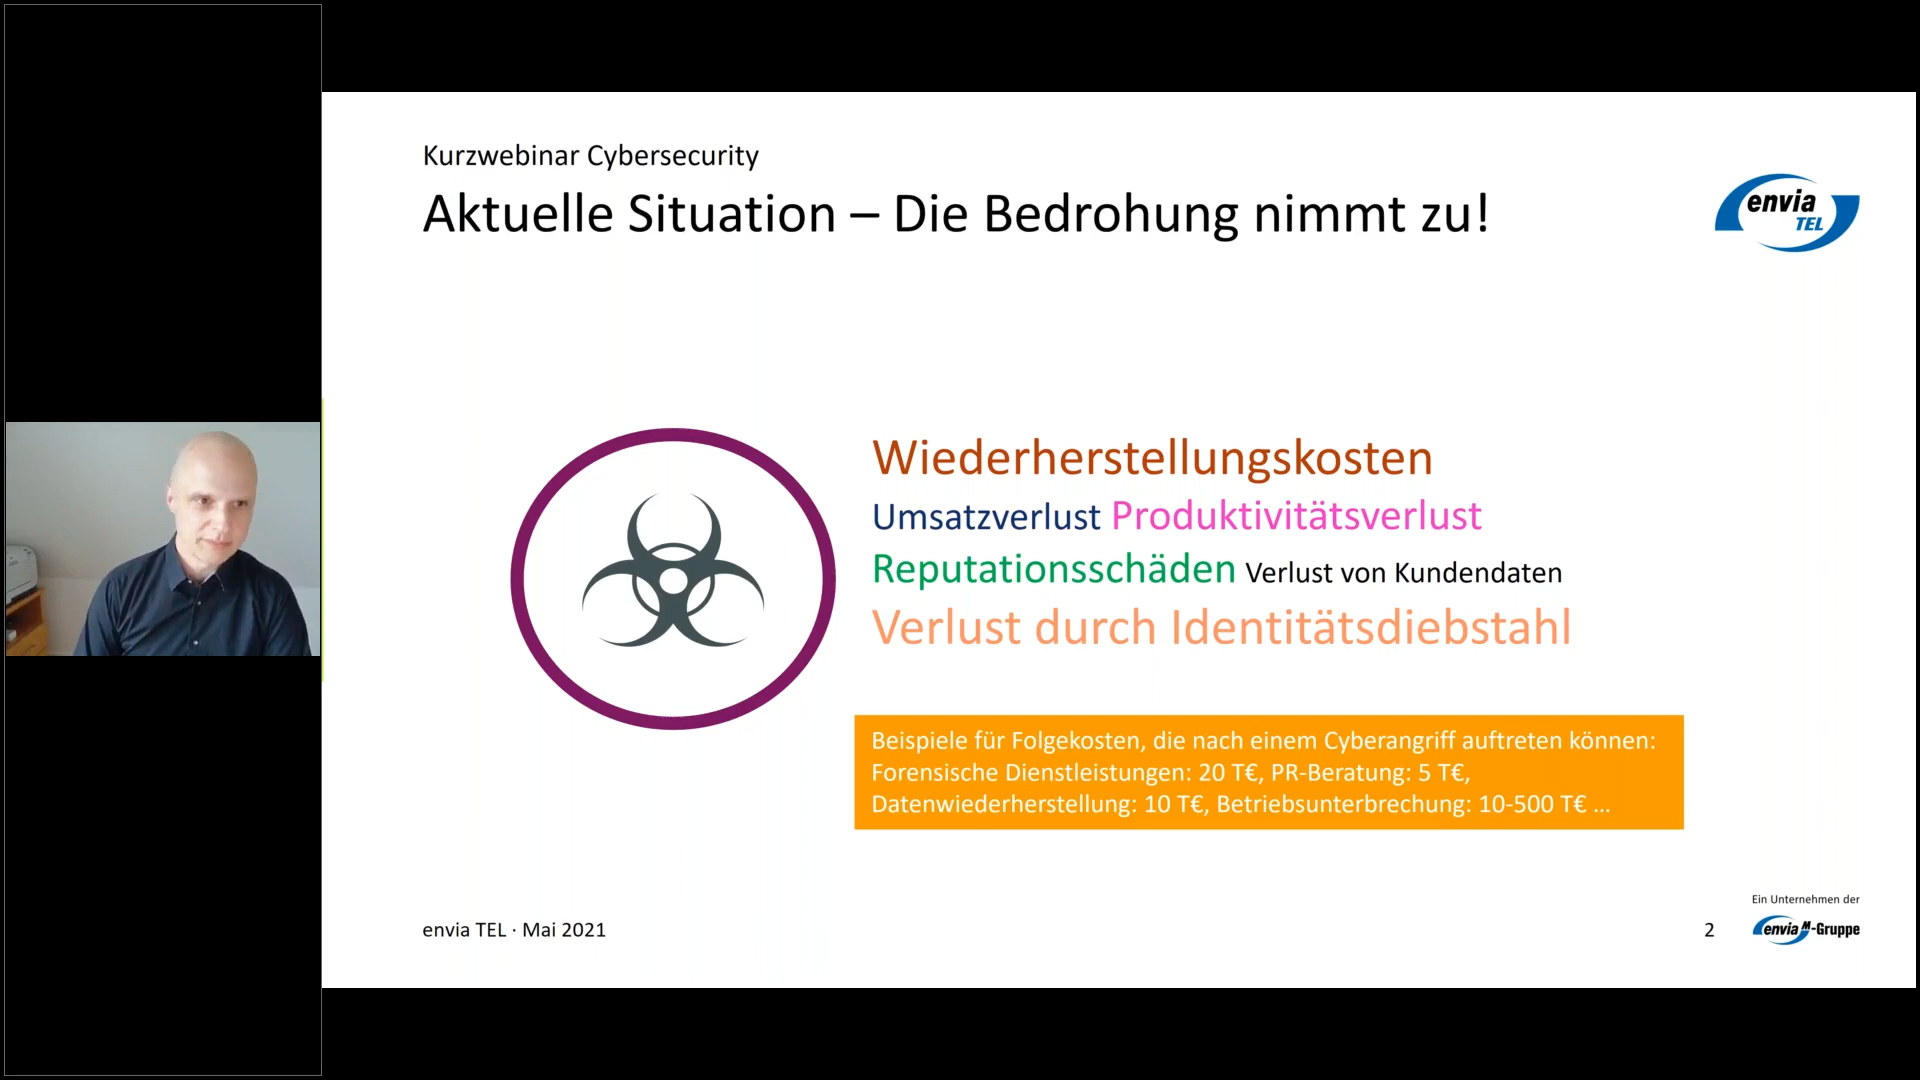 Kurzwebinar Cybersecurity
Aktuelle Situation – Die Bedrohung nimmt zu!
envia
TEL
Wiederherstellungskosten
Umsatzverlust Produktivitätsverlust
Reputationsschäden Verlust von Kundendaten
Verlust durch Identitätsdiebstahl
Beispiele für Folgekosten, die nach einem Cyberangriff auftreten können:
Forensische Dienstleistungen: 20 T€, PR-Beratung: 5 T€,
Datenwiederherstellung: 10 T€, Betriebsunterbrechung: 10-500 T€ ...
Ein Unternehmen der
envia TEL · Mai 2021
2
envia M-Gruppe